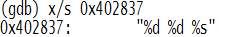 (gdb) x/s 0x402837
0x402837:        "%d %d %s"